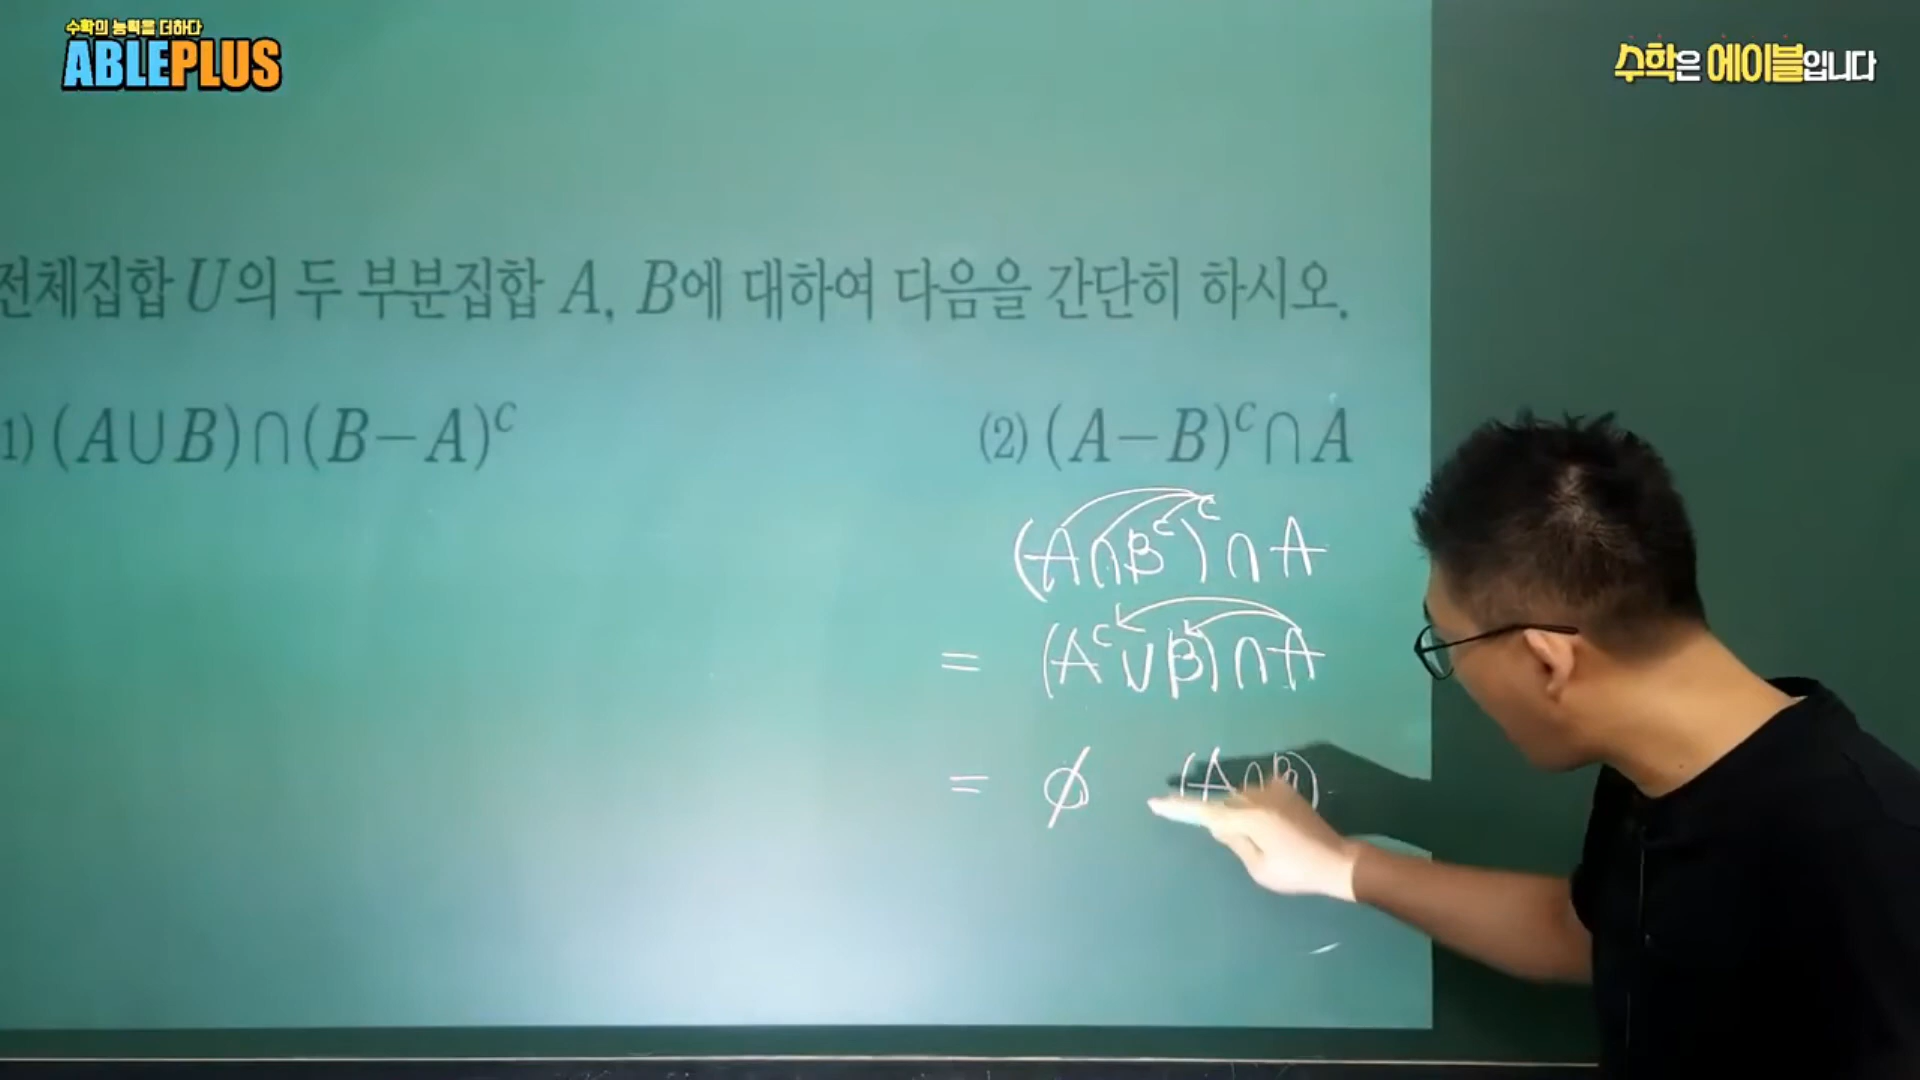 수학의 능력을 더하다
ABLEPLUS
수학은 에이블입니다
전체집합 U의 두 부분집합 A, B에 대하여 다음을 간단히 하시오.
1) (A∪B)∩(B−A)ᶜ
(2) (A−B)ᶜ∩A
(A∩Bᶜ)ᶜ∩A
= (Aᶜ∪B)∩A
= ∅ (A∩B)